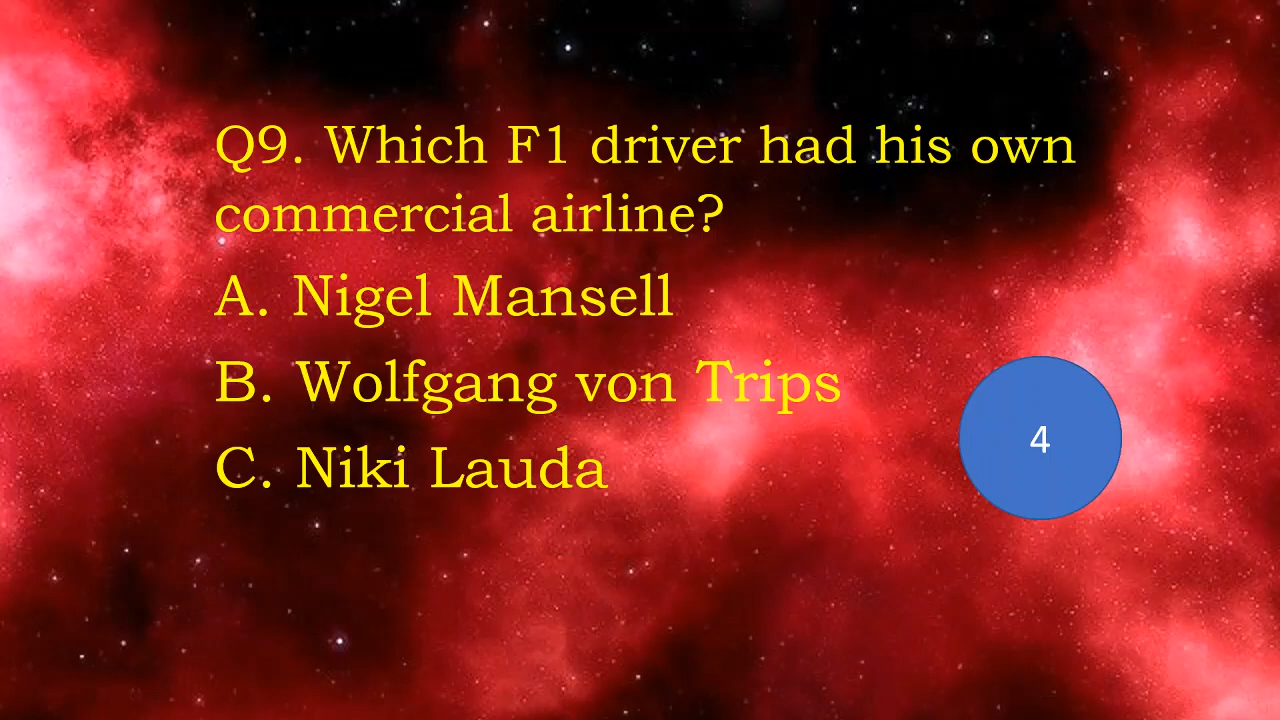 Q9. Which F1 driver had his own
commercial airline?
A. Nigel Mansell
B. Wolfgang von Trips
C. Niki Lauda
4